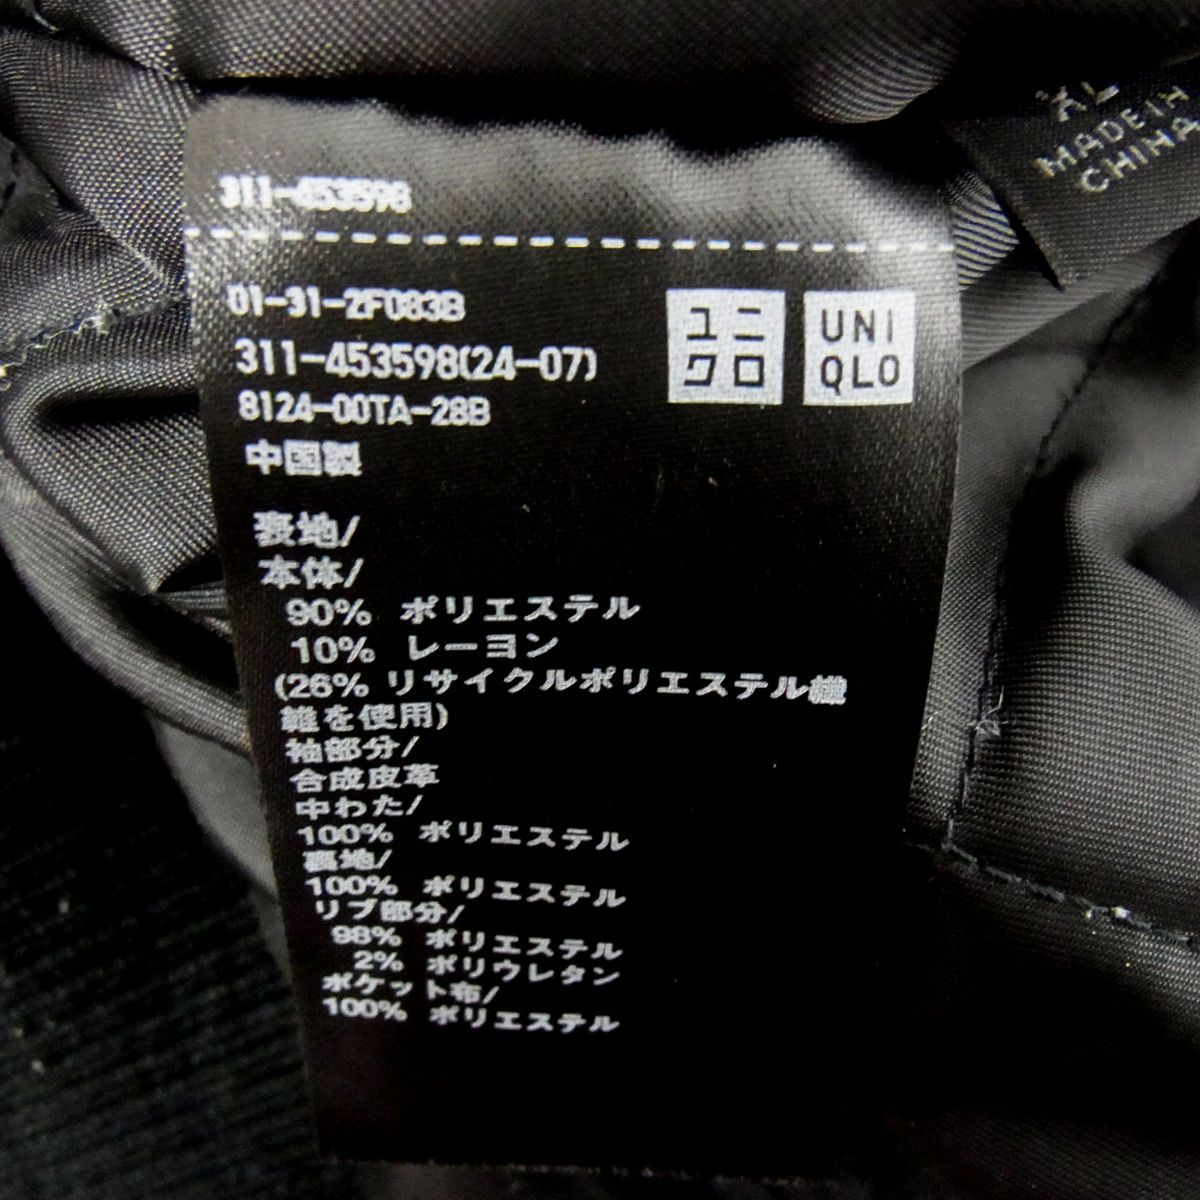 XL
MADE IN
CHINA
311-453598
01-31-2F083B
311-453598(24-07)
8124-00TA-28B
中国製
ユニ
クロ
UNI
QLO
表地/
本体/
90% ポリエステル
10% レーヨン
(26% リサイクルポリエステル繊
維を使用)
袖部分/
合成皮革
中わた/
100% ポリエステル
裏地/
100% ポリエステル
リブ部分/
98% ポリエステル
2% ポリウレタン
ポケット布/
100% ポリエステル